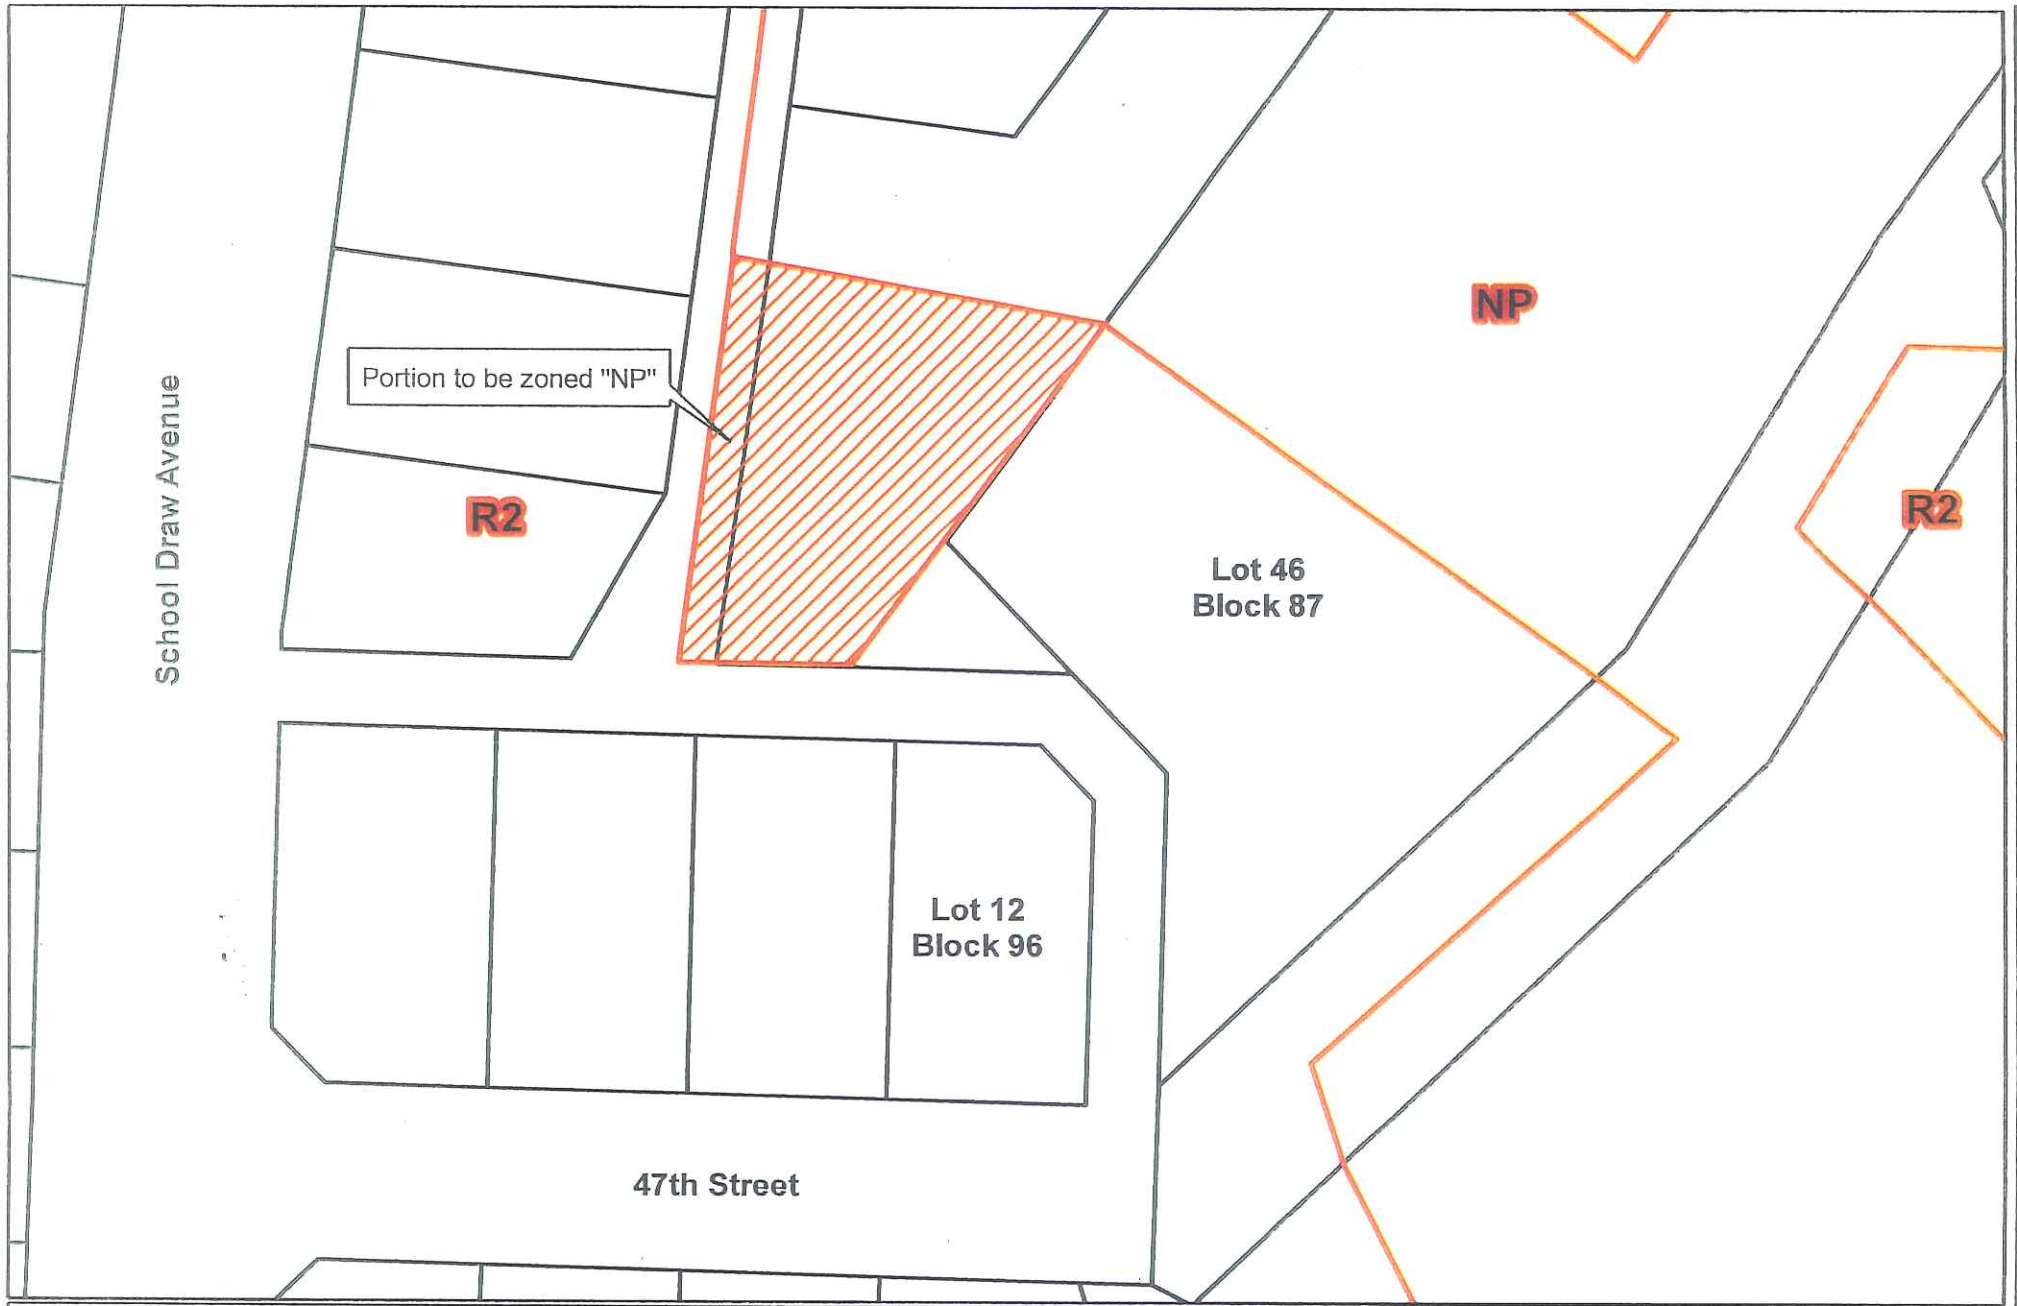 NP
Portion to be zoned "NP"
School Draw Avenue
R2
R2
Lot 46
Block 87
Lot 12
Block 96
47th Street